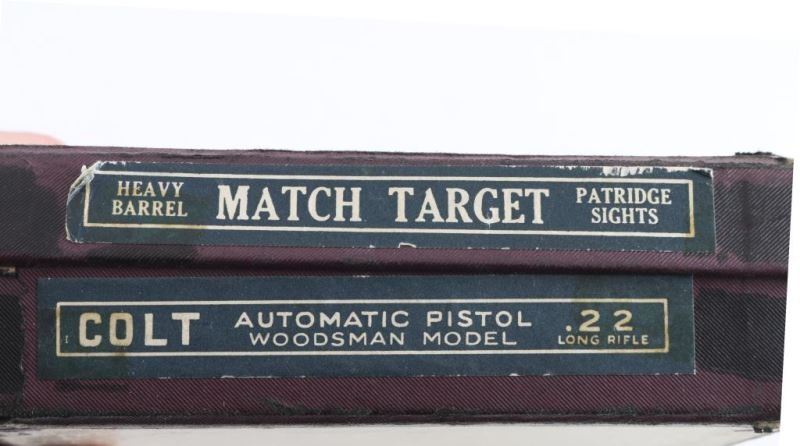 HEAVY BARREL MATCH TARGET PATRIDGE SIGHTS
COLT AUTOMATIC PISTOL WOODSMAN MODEL .22 LONG RIFLE